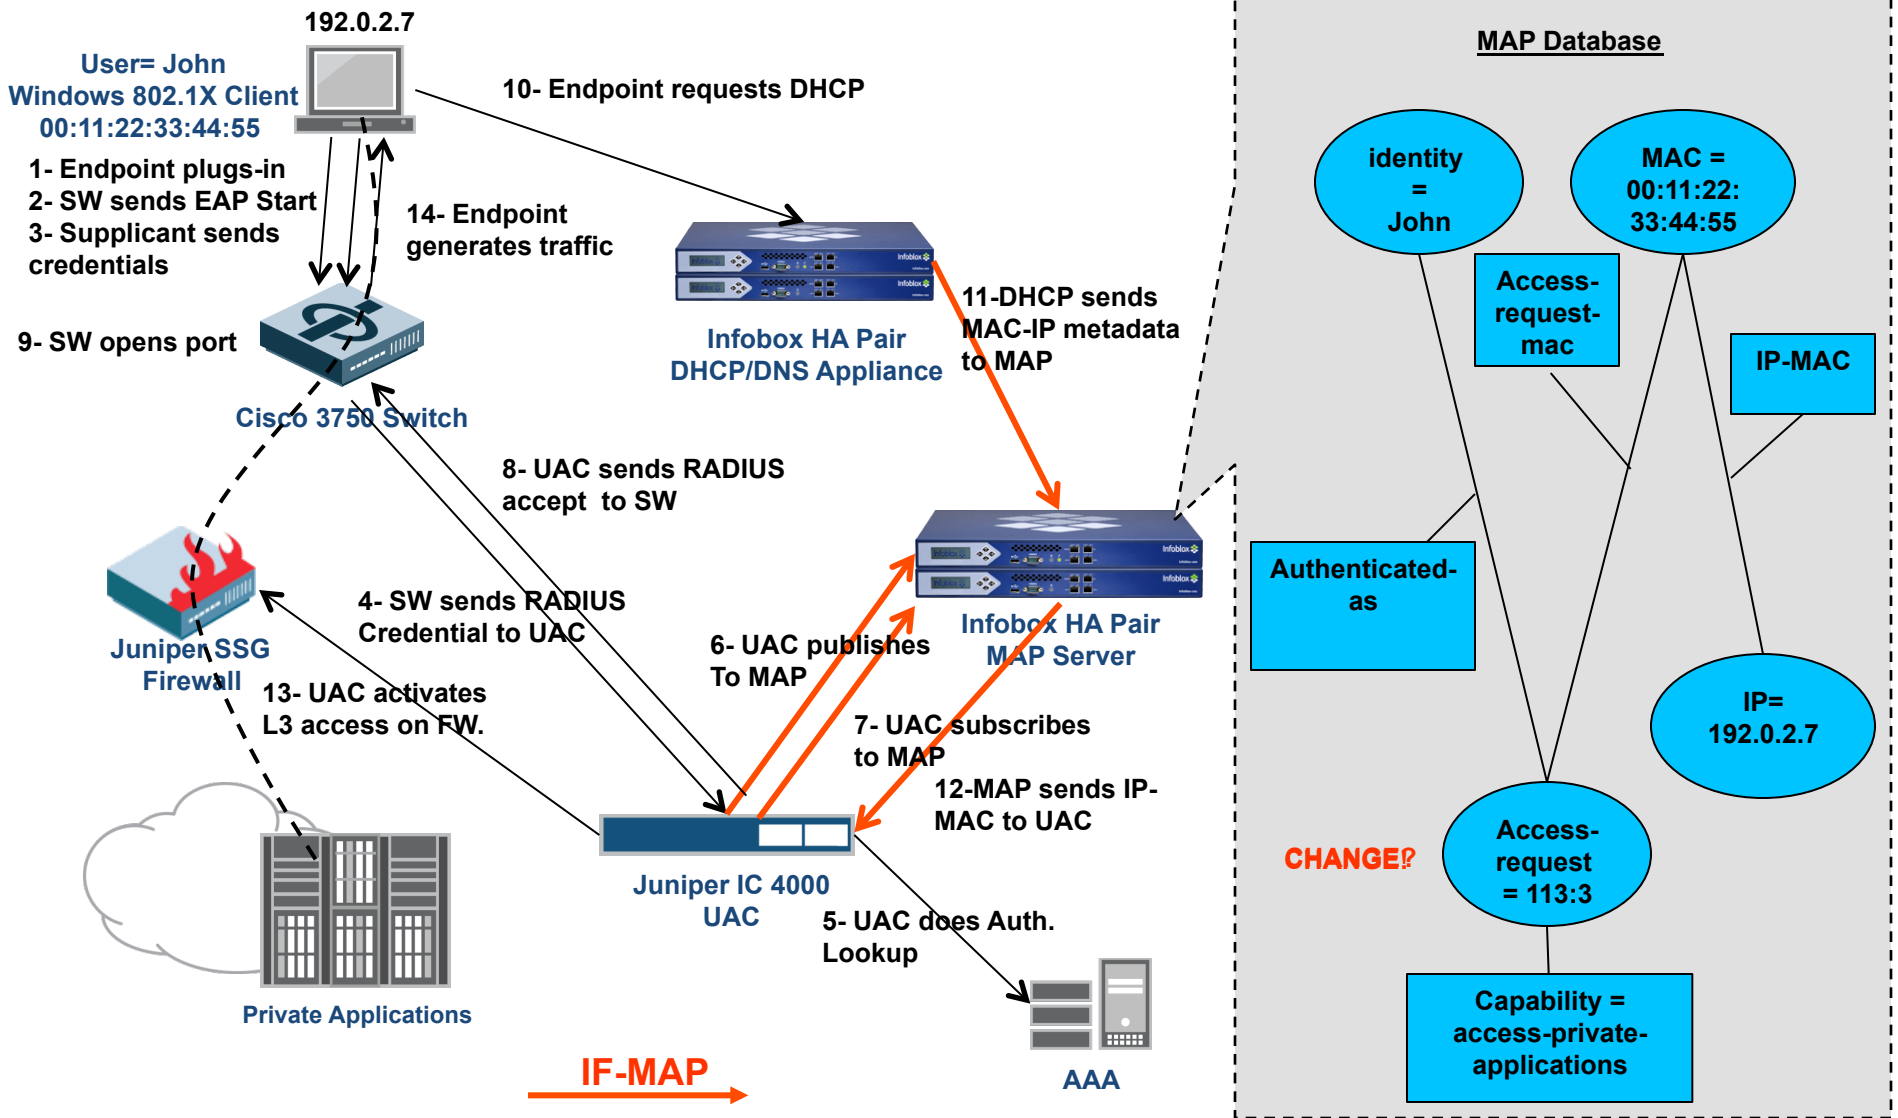 192.0.2.7
User= John
Windows 802.1X Client
00:11:22:33:44:55
1- Endpoint plugs-in
2- SW sends EAP Start
3- Supplicant sends
credentials
10- Endpoint requests DHCP
14- Endpoint
generates traffic
9- SW opens port
Cisco 3750 Switch
Infoblox
Infoblox
Infobox HA Pair
DHCP/DNS Appliance
11-DHCP sends
MAC-IP metadata
to MAP
8- UAC sends RADIUS
accept to SW
4- SW sends RADIUS
Credential to UAC
Juniper SSG
Firewall
13- UAC activates
L3 access on FW.
6- UAC publishes
To MAP
Infoblox
Infoblox
Infobox HA Pair
MAP Server
7- UAC subscribes
to MAP
12-MAP sends IP-
MAC to UAC
Juniper IC 4000
UAC
5- UAC does Auth.
Lookup
Private Applications
AAA
IF-MAP
MAP Database
identity
=
John
MAC =
00:11:22:
33:44:55
Access-
request-
mac
IP-MAC
Authenticated-
as
IP=
192.0.2.7
CHANGE!?
Access-
request
= 113:3
Capability =
access-private-
applications